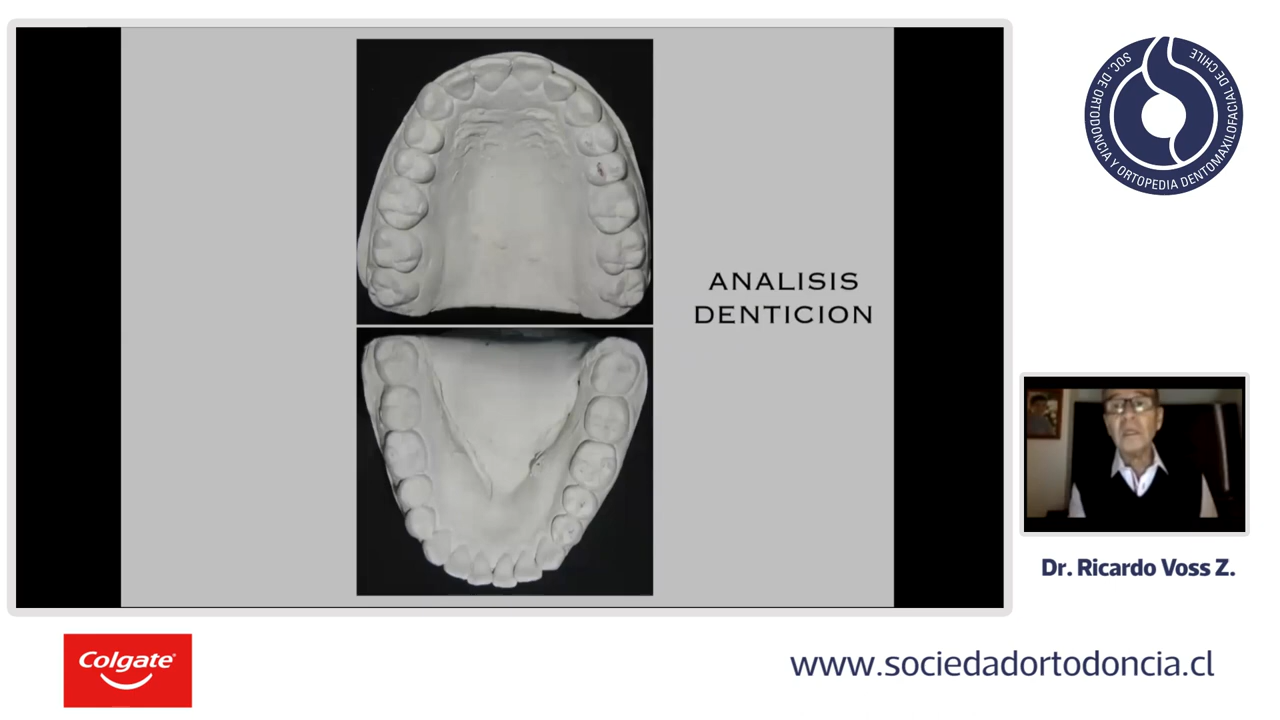 ANALISIS
DENTICION
SOC. DE ORTODONCIA Y ORTOPEDIA DENTOMAXILOFACIAL DE CHILE
Dr. Ricardo Voss Z.
Colgate®
www.sociedadortodoncia.cl